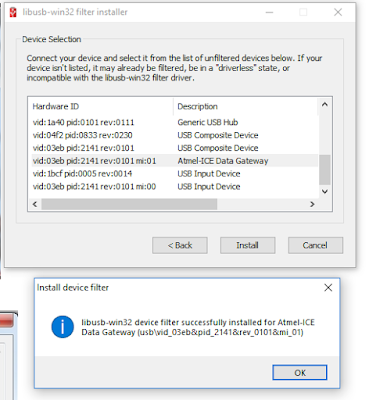 libusb-win32 filter installer
Device Selection
Connect your device and select it from the list of unfiltered devices below. If your
device isn't listed, it may already be filtered, be in a "driverless" state, or
incompatible with the libusb-win32 filter driver.
Hardware ID Description
vid:1a40 pid:0101 rev:0111 Generic USB Hub
vid:04f2 pid:0833 rev:0230 USB Composite Device
vid:03eb pid:2141 rev:0101 USB Composite Device
vid:03eb pid:2141 rev:0101 mi:01 Atmel-ICE Data Gateway
vid:1bcf pid:0005 rev:0014 USB Input Device
vid:03eb pid:2141 rev:0101 mi:00 USB Input Device
< Back Install Cancel
Install device filter
libusb-win32 device filter successfully installed for Atmel-ICE
Data Gateway (usb\vid_03eb&pid_2141&rev_0101&mi_01)
OK